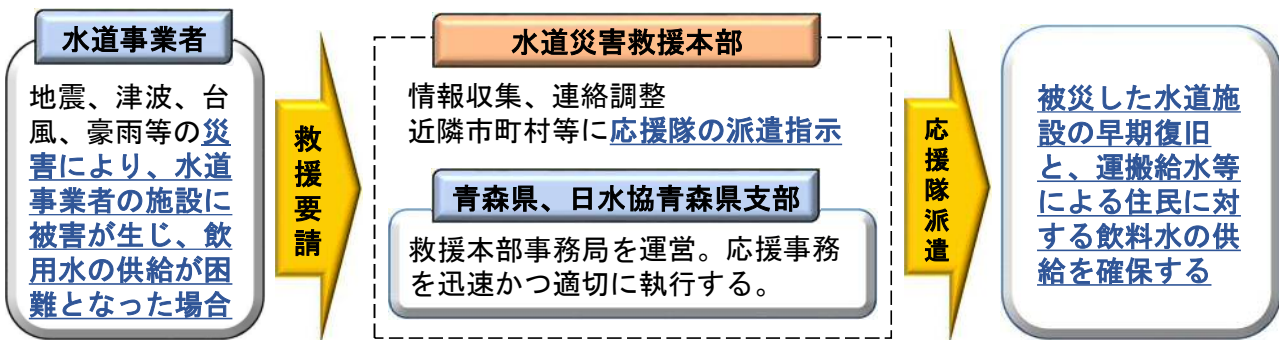 水道事業者
地震、津波、台
風、豪雨等の災
害により、水道
事業者の施設に
被害が生じ、飲
用水の供給が困
難となった場合
救援要請
水道災害救援本部
情報収集、連絡調整
近隣市町村等に応援隊の派遣指示
青森県、日水協青森県支部
救援本部事務局を運営。応援事務
を迅速かつ適切に執行する。
応援隊派遣
被災した水道施
設の早期復旧
と、運搬給水等
による住民に対
する飲料水の供
給を確保する